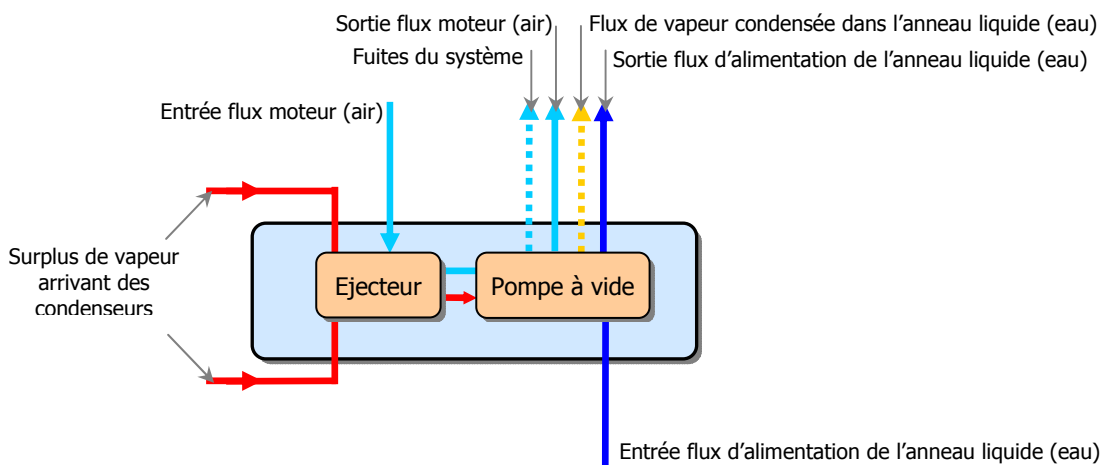 Sortie flux moteur (air)
Flux de vapeur condensée dans l’anneau liquide (eau)
Fuites du système
Sortie flux d’alimentation de l’anneau liquide (eau)
Entrée flux moteur (air)
Surplus de vapeur
arrivant des
condenseurs
Ejecteur
Pompe à vide
Entrée flux d’alimentation de l’anneau liquide (eau)